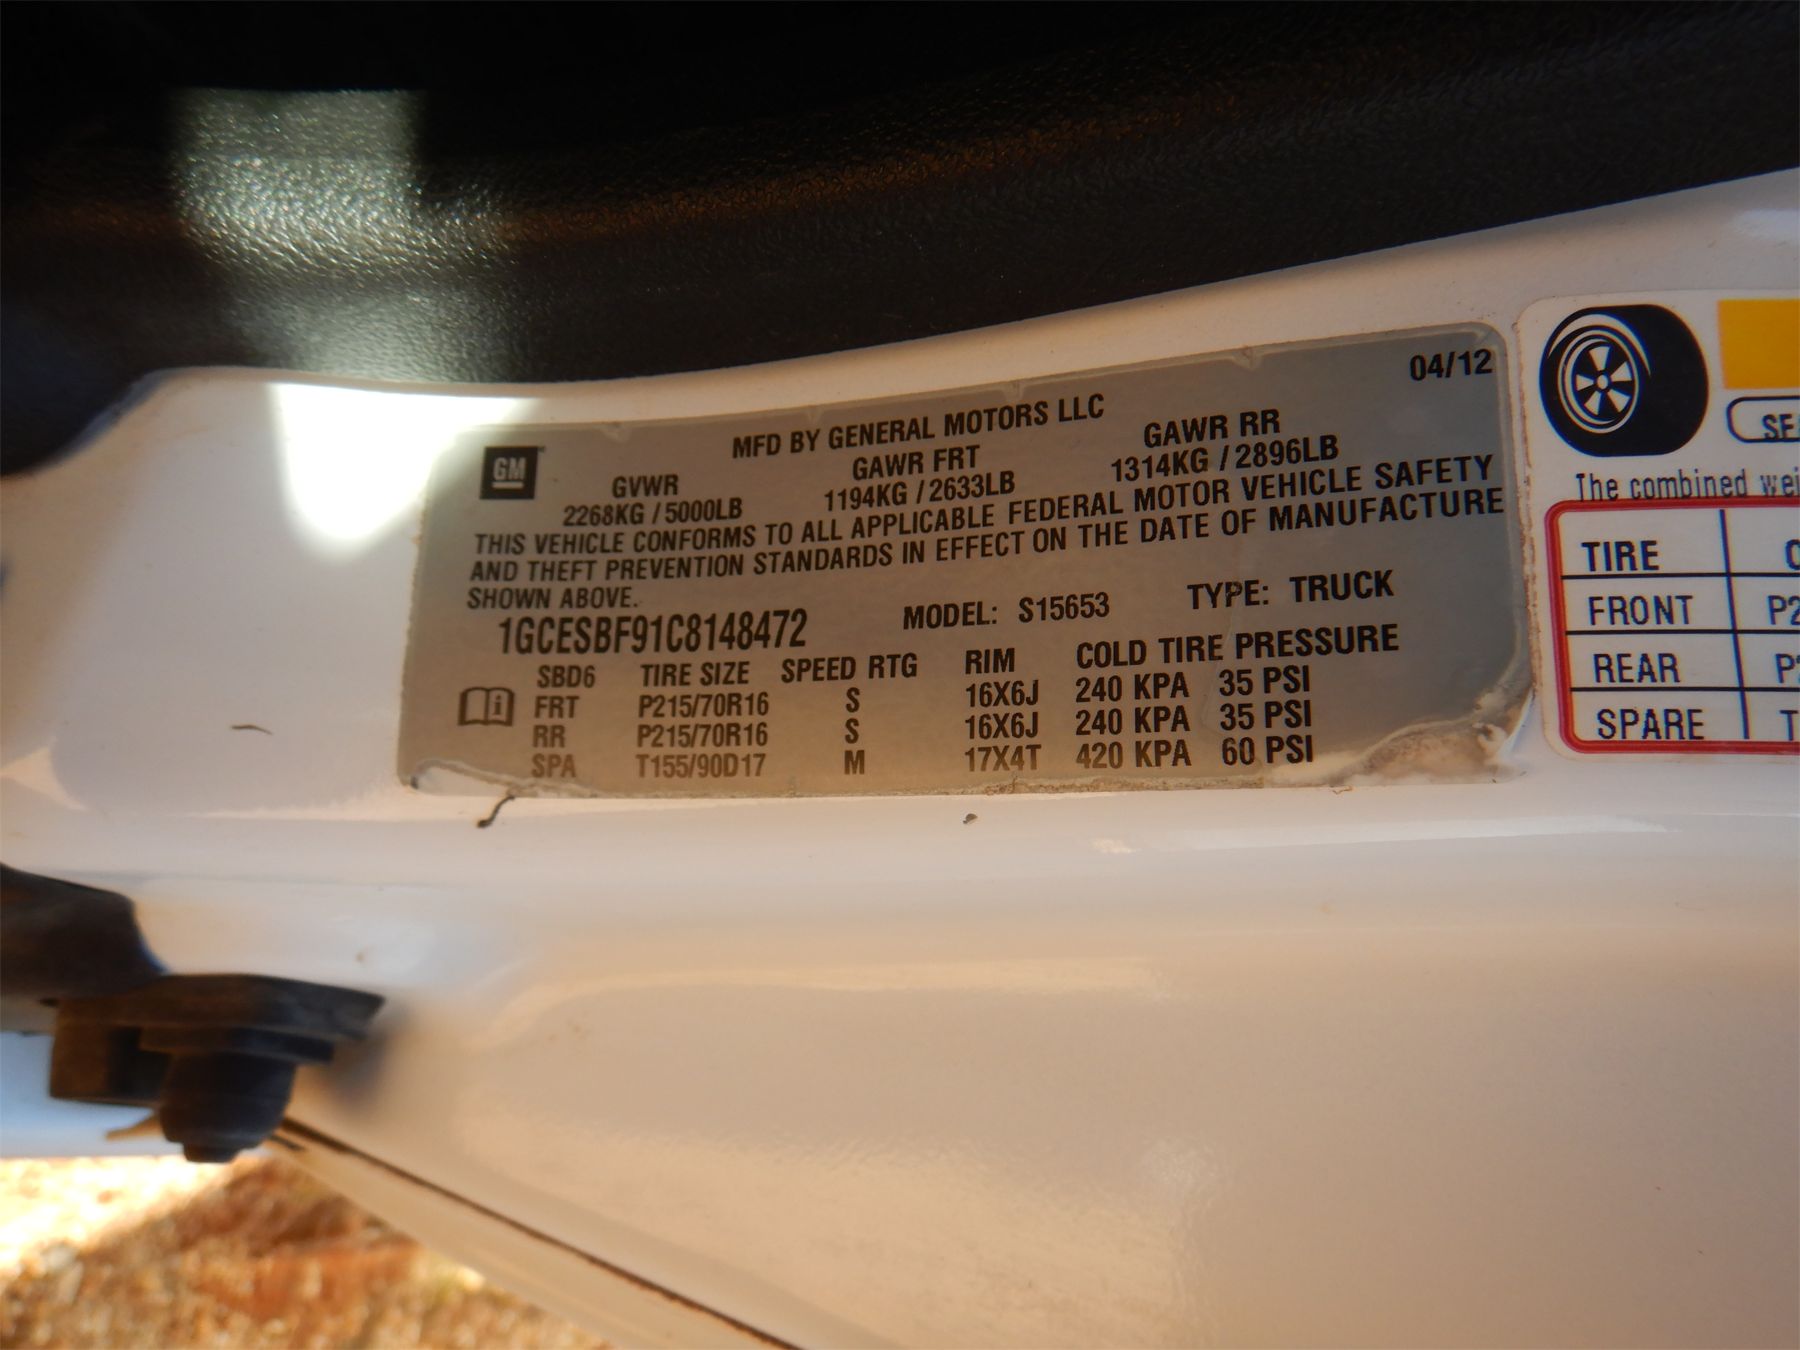 04/12
MFD BY GENERAL MOTORS LLC
GM
GVWR GAWR FRT GAWR RR
2268KG / 5000LB 1194KG / 2633LB 1314KG / 2896LB
THIS VEHICLE CONFORMS TO ALL APPLICABLE FEDERAL MOTOR VEHICLE SAFETY
AND THEFT PREVENTION STANDARDS IN EFFECT ON THE DATE OF MANUFACTURE
SHOWN ABOVE.
1GCESBF91C8148472 MODEL: S15653 TYPE: TRUCK
SBD6 TIRE SIZE SPEED RTG RIM COLD TIRE PRESSURE
FRT P215/70R16 S 16X6J 240 KPA 35 PSI
RR P215/70R16 S 16X6J 240 KPA 35 PSI
SPA T155/90D17 M 17X4T 420 KPA 60 PSI
The combined
TIRE
FRONT
REAR
SPARE